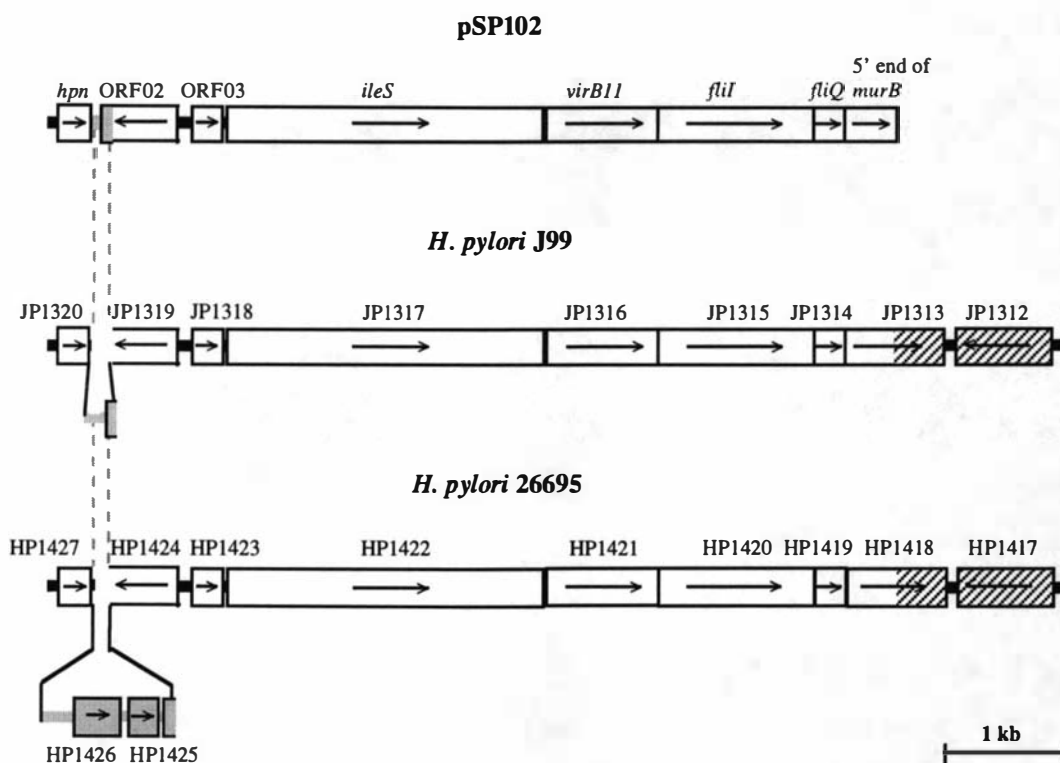 pSP102
5' end of
hpn ORF02 ORF03 ileS virB11 fliI fliQ murB
H. pylori J99
JP1320 JP1319 JP1318 JP1317 JP1316 JP1315 JP1314 JP1313 JP1312
H. pylori 26695
HP1427 HP1424 HP1423 HP1422 HP1421 HP1420 HP1419 HP1418 HP1417
1 kb
HP1426 HP1425